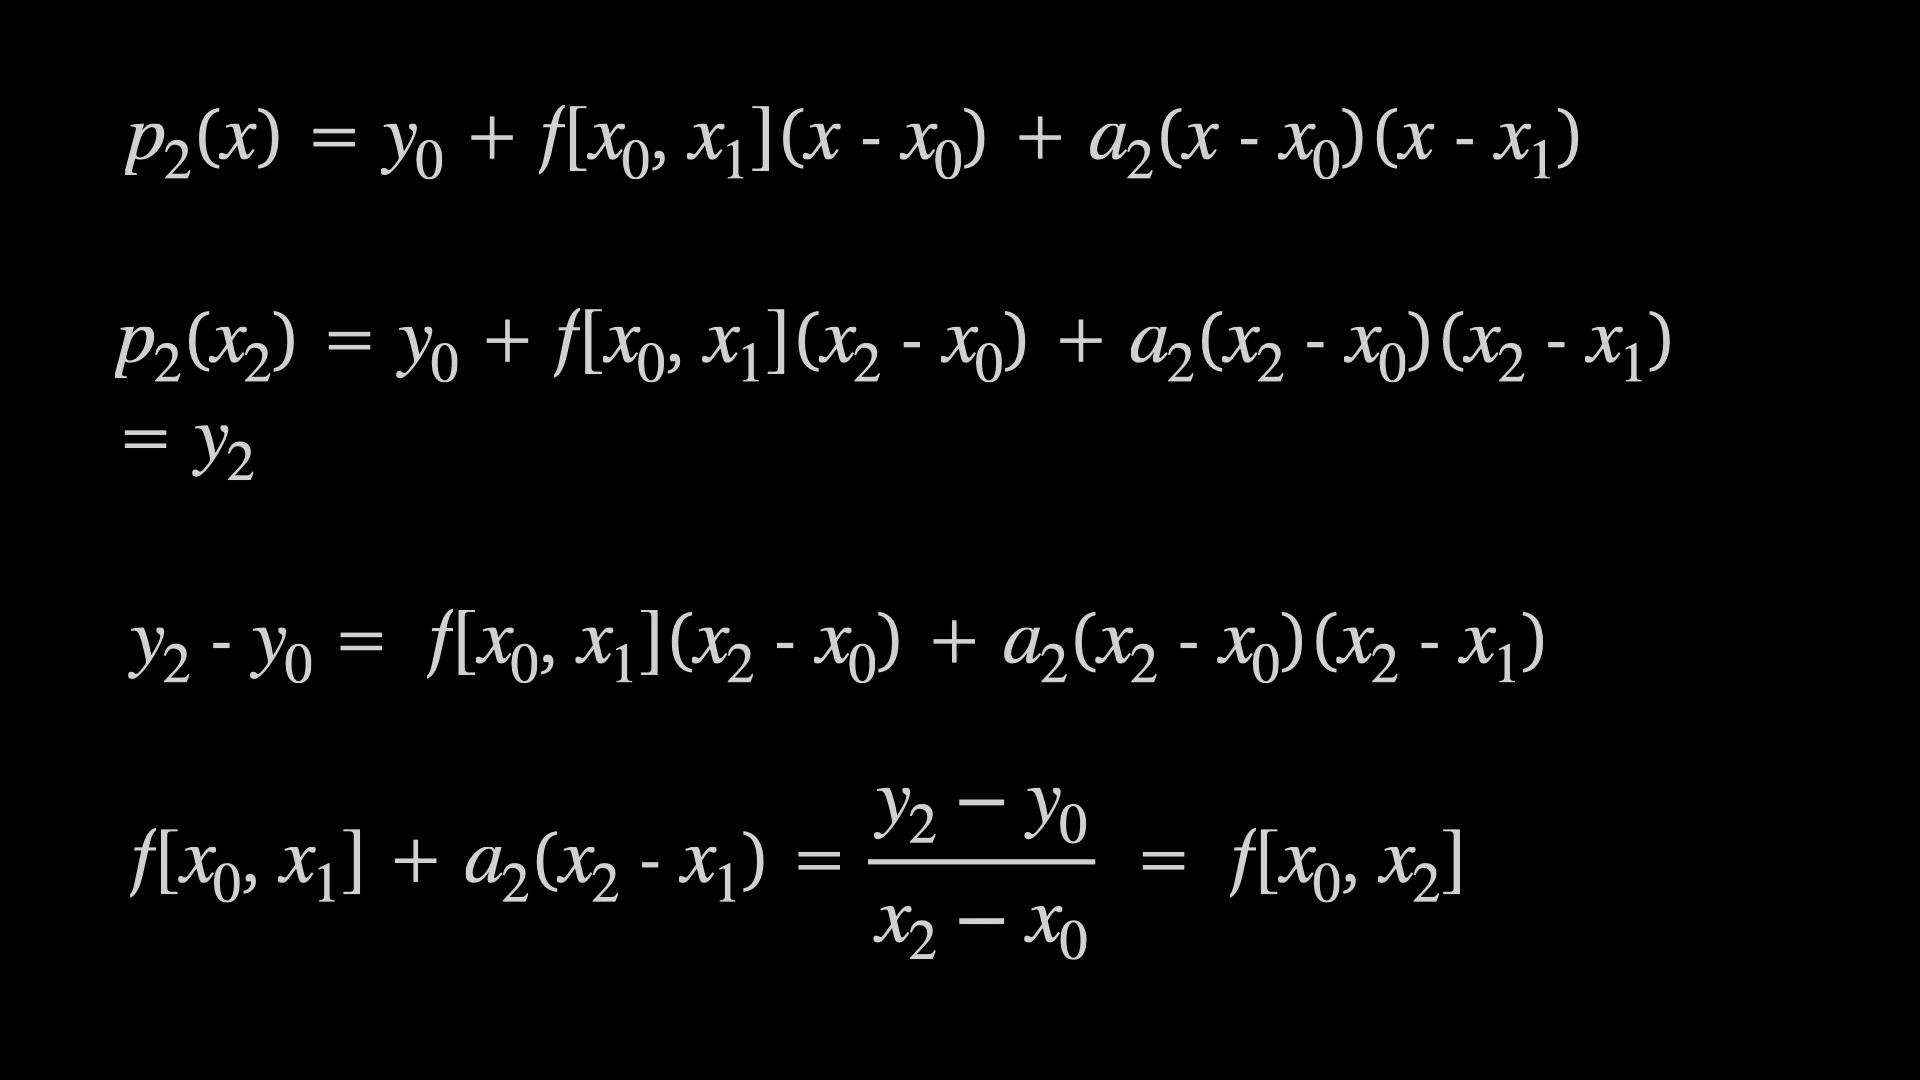 p₂(x) = y₀ + f[x₀, x₁](x - x₀) + a₂(x - x₀)(x - x₁)
p₂(x₂) = y₀ + f[x₀, x₁](x₂ - x₀) + a₂(x₂ - x₀)(x₂ - x₁)
= y₂
y₂ - y₀ = f[x₀, x₁](x₂ - x₀) + a₂(x₂ - x₀)(x₂ - x₁)
f[x₀, x₁] + a₂(x₂ - x₁) = (y₂ − y₀)/(x₂ − x₀) = f[x₀, x₂]